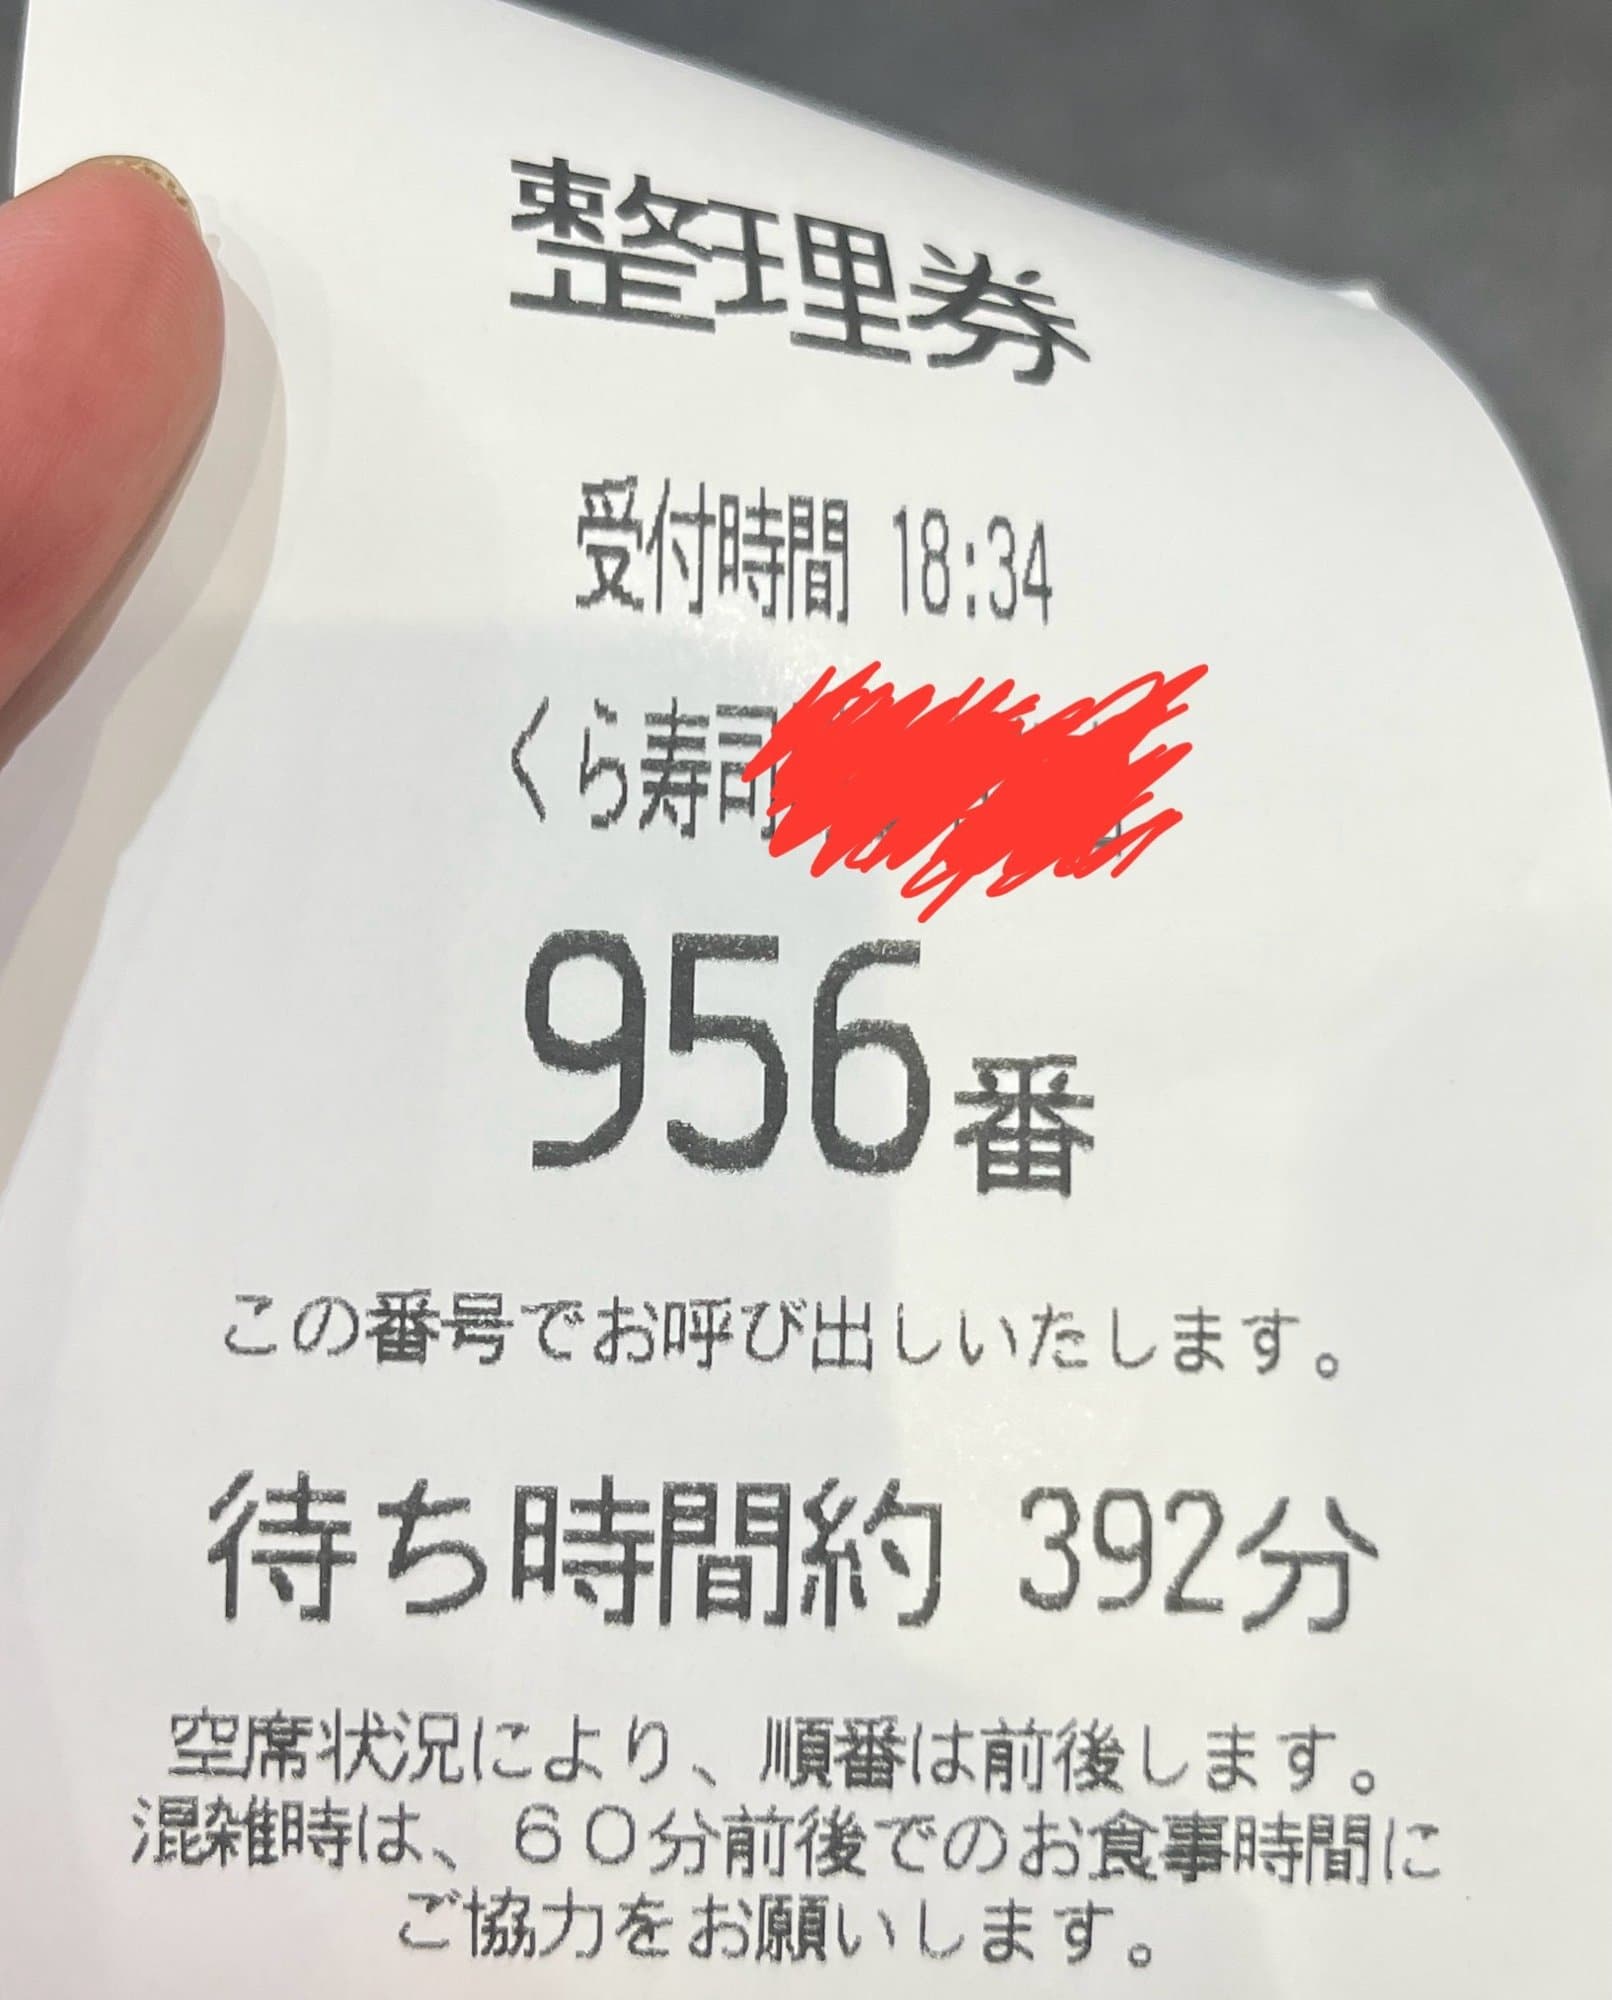 整理券
受付時間 18:34
くら寿司
956番
この番号でお呼び出しいたします。
待ち時間約 392分
空席状況により、順番は前後します。
混雑時は、60分前後でのお食事時間に
ご協力をお願いします。